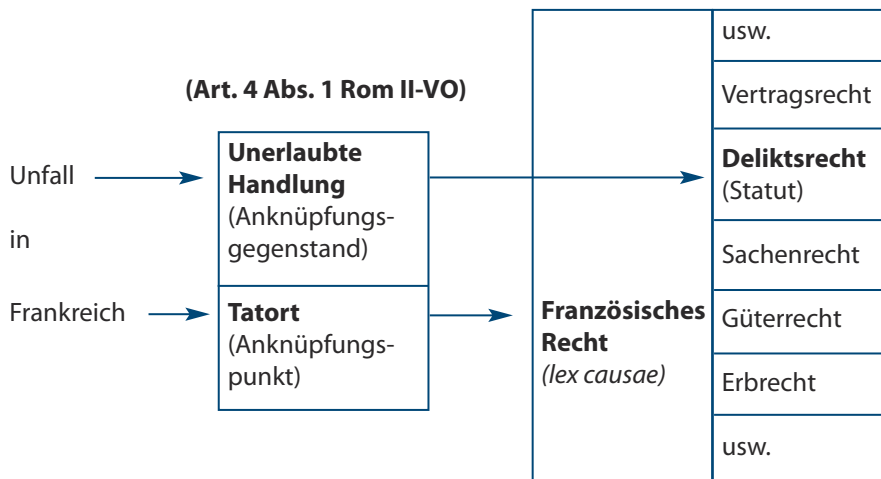 (Art. 4 Abs. 1 Rom II-VO)
Unfall
in
Frankreich
Unerlaubte
Handlung
(Anknüpfungs-
gegenstand)
Tatort
(Anknüpfungs-
punkt)
Französisches
Recht
(lex causae)
usw.
Vertragsrecht
Deliktsrecht
(Statut)
Sachenrecht
Güterrecht
Erbrecht
usw.